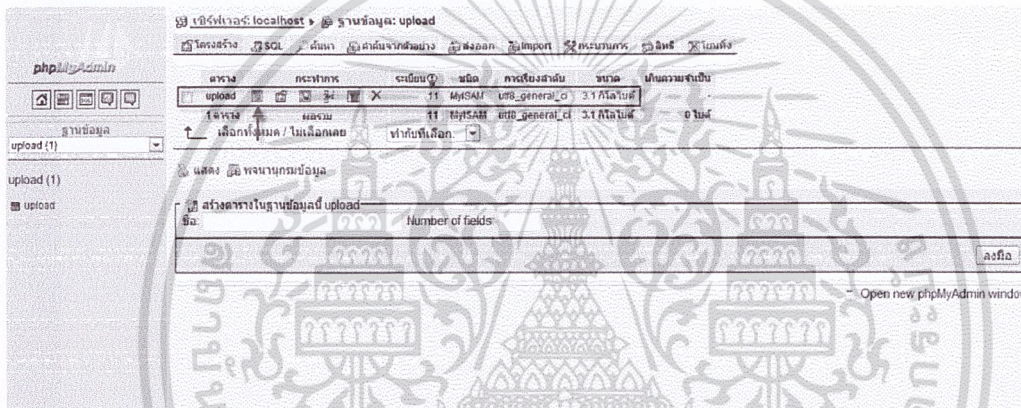 เซิร์ฟเวอร์: localhost ▸ ฐานข้อมูล: upload
โครงสร้าง SQL ค้นหา คำค้นจากตัวอย่าง ส่งออก Import กระบวนการ สิทธิ์ โยนทิ้ง
phpMyAdmin
ฐานข้อมูล
upload (1)
upload (1)
upload
ตาราง กระทำการ ระเบียน ชนิด การเรียงลำดับ ขนาด เกินความจำเป็น
upload 11 MyISAM utf8_general_ci 3.1 กิโลไบต์ -
1 ตาราง ผลรวม 11 MyISAM utf8_general_ci 3.1 กิโลไบต์ 0 ไบต์
เลือกทั้งหมด / ไม่เลือกเลย ทำกับที่เลือก:
แสดง พจนานุกรมข้อมูล
สร้างตารางในฐานข้อมูลนี้ upload
ชื่อ: Number of fields:
ลงมือ
Open new phpMyAdmin windo